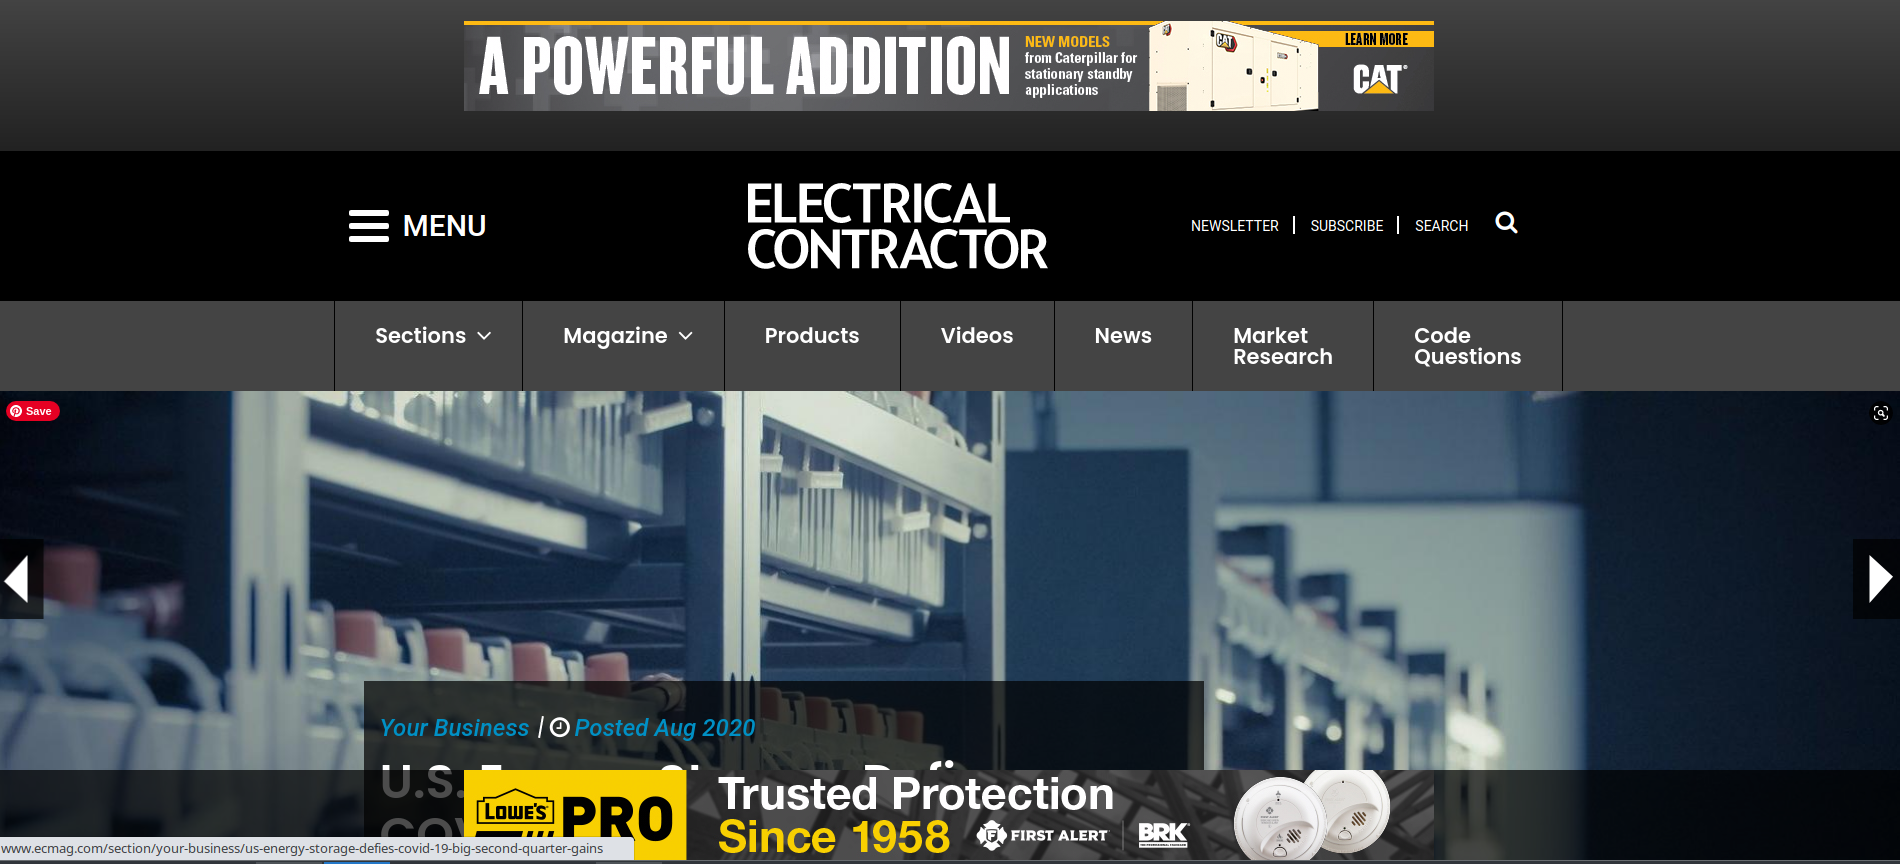 A POWERFUL ADDITION
NEW MODELS
from Caterpillar for
stationary standby
applications
CAT
LEARN MORE
CAT®
MENU
ELECTRICAL
CONTRACTOR
NEWSLETTER
SUBSCRIBE
SEARCH
Sections
Magazine
Products
Videos
News
Market
Research
Code
Questions
Save
Your Business | Posted Aug 2020
U.S.
LOWE'S PRO
Trusted Protection
Since 1958
FIRST ALERT
BRK
www.ecmag.com/section/your-business/us-energy-storage-defies-covid-19-big-second-quarter-gains